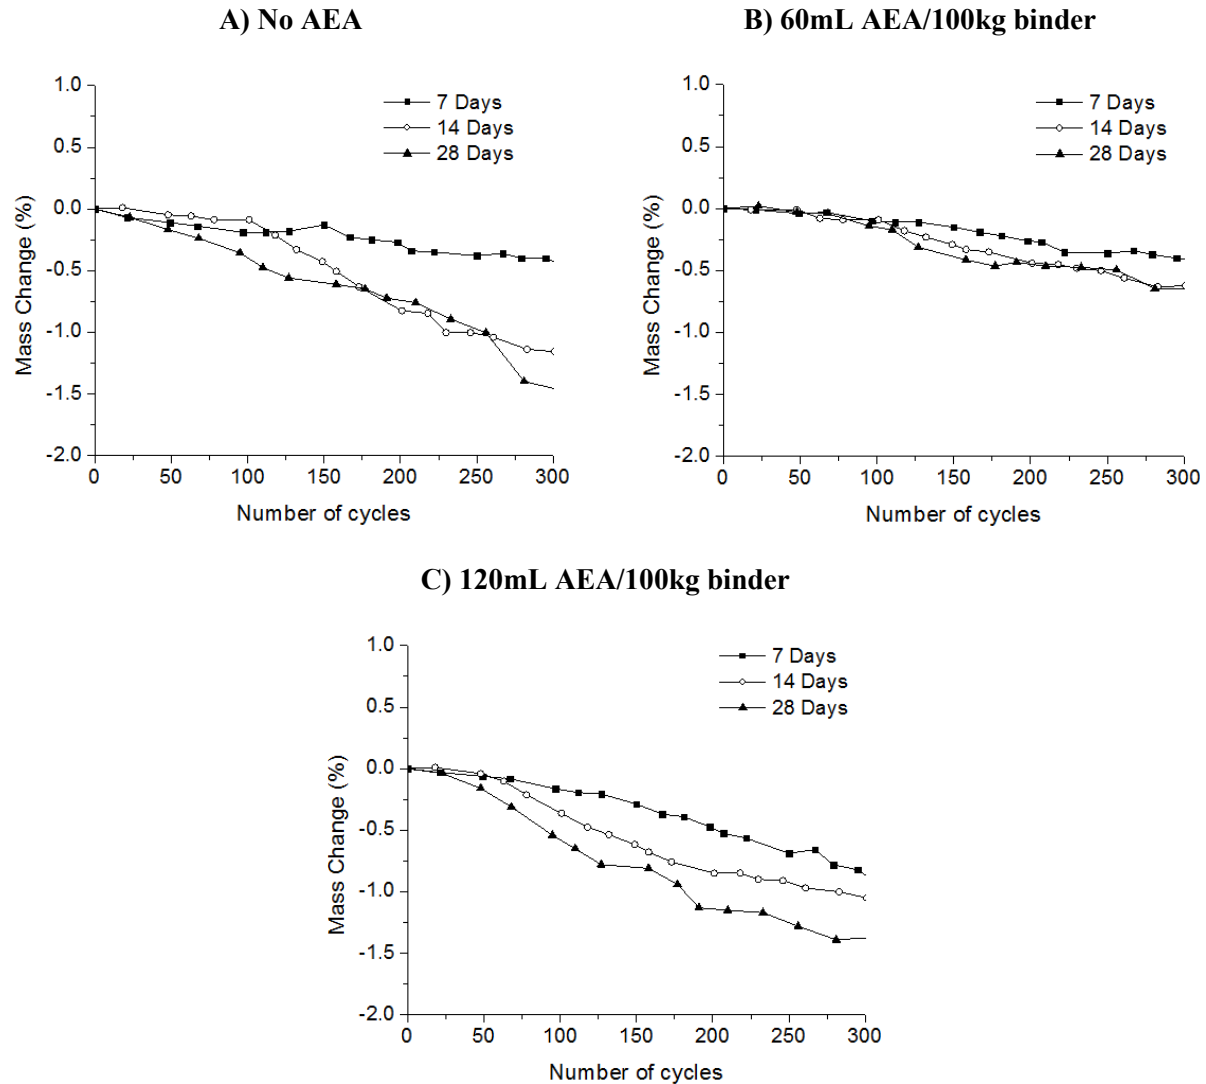 A) No AEA
B) 60mL AEA/100kg binder
1.0
0.5
0.0
-0.5
-1.0
-1.5
-2.0
Mass Change (%)
7 Days
14 Days
28 Days
0 50 100 150 200 250 300
Number of cycles
1.0
0.5
0.0
-0.5
-1.0
-1.5
-2.0
Mass Change (%)
7 Days
14 Days
28 Days
0 50 100 150 200 250 300
Number of cycles
C) 120mL AEA/100kg binder
1.0
0.5
0.0
-0.5
-1.0
-1.5
-2.0
Mass Change (%)
7 Days
14 Days
28 Days
0 50 100 150 200 250 300
Number of cycles